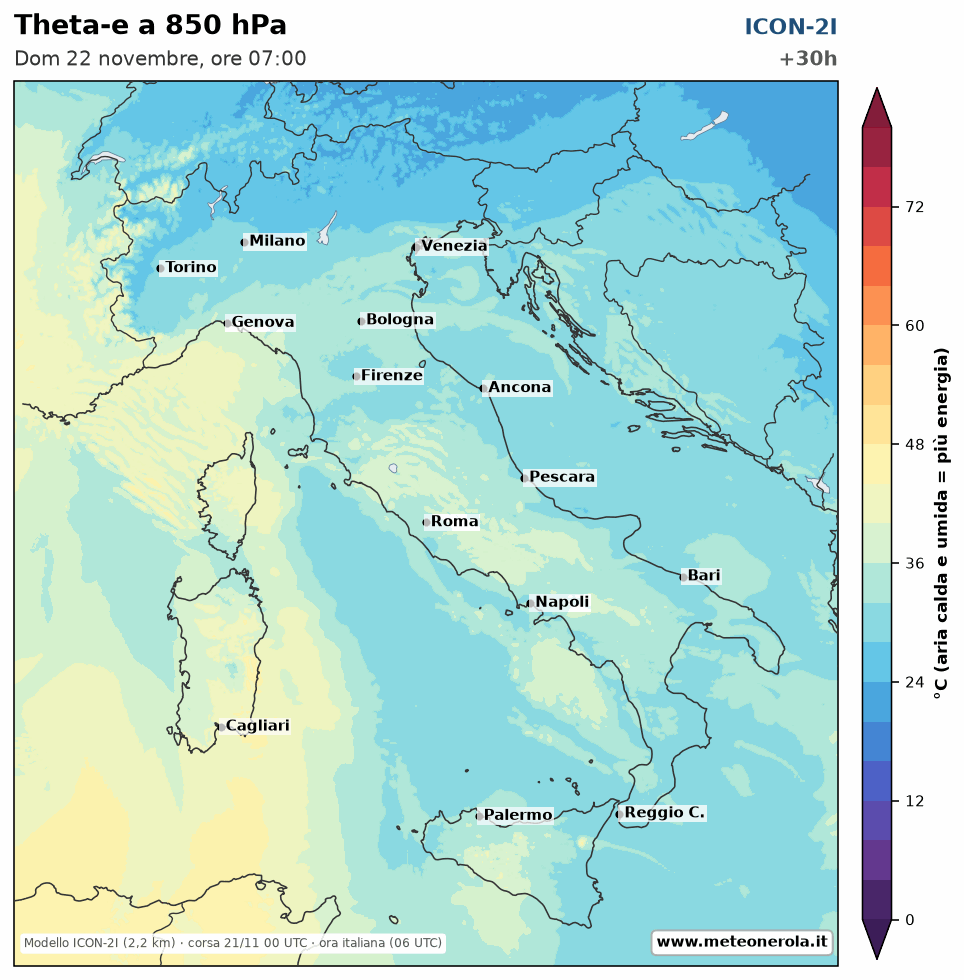 Theta-e a 850 hPa
ICON-2I
Dom 22 novembre, ore 07:00
+30h
Milano
Venezia
Torino
Genova
Bologna
Firenze
Ancona
Pescara
Roma
Bari
Napoli
Cagliari
Palermo
Reggio C.
72
60
48
36
24
12
0
°C (aria calda e umida = più energia)
Modello ICON-2I (2,2 km) · corsa 21/11 00 UTC · ora italiana (06 UTC)
www.meteonerola.it